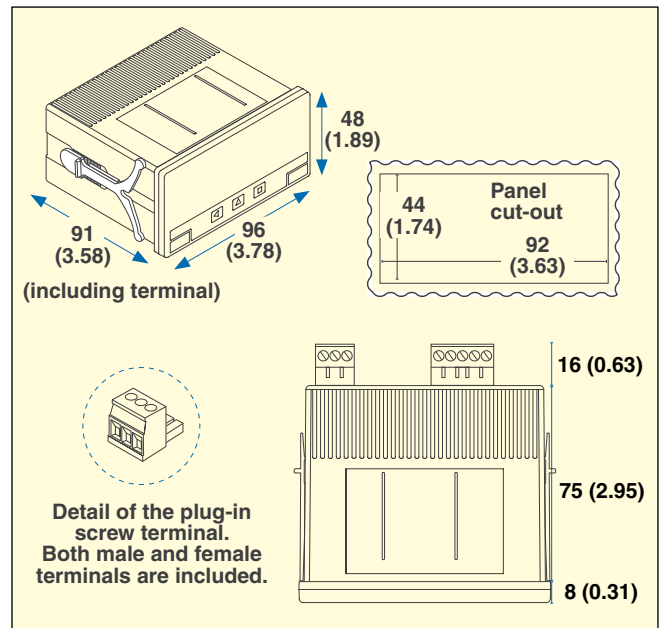 48
(1.89)
91
(3.58)
96
(3.78)
(including terminal)
Panel
cut-out
44
(1.74)
92
(3.63)
16 (0.63)
75 (2.95)
8 (0.31)
Detail of the plug-in
screw terminal.
Both male and female
terminals are included.